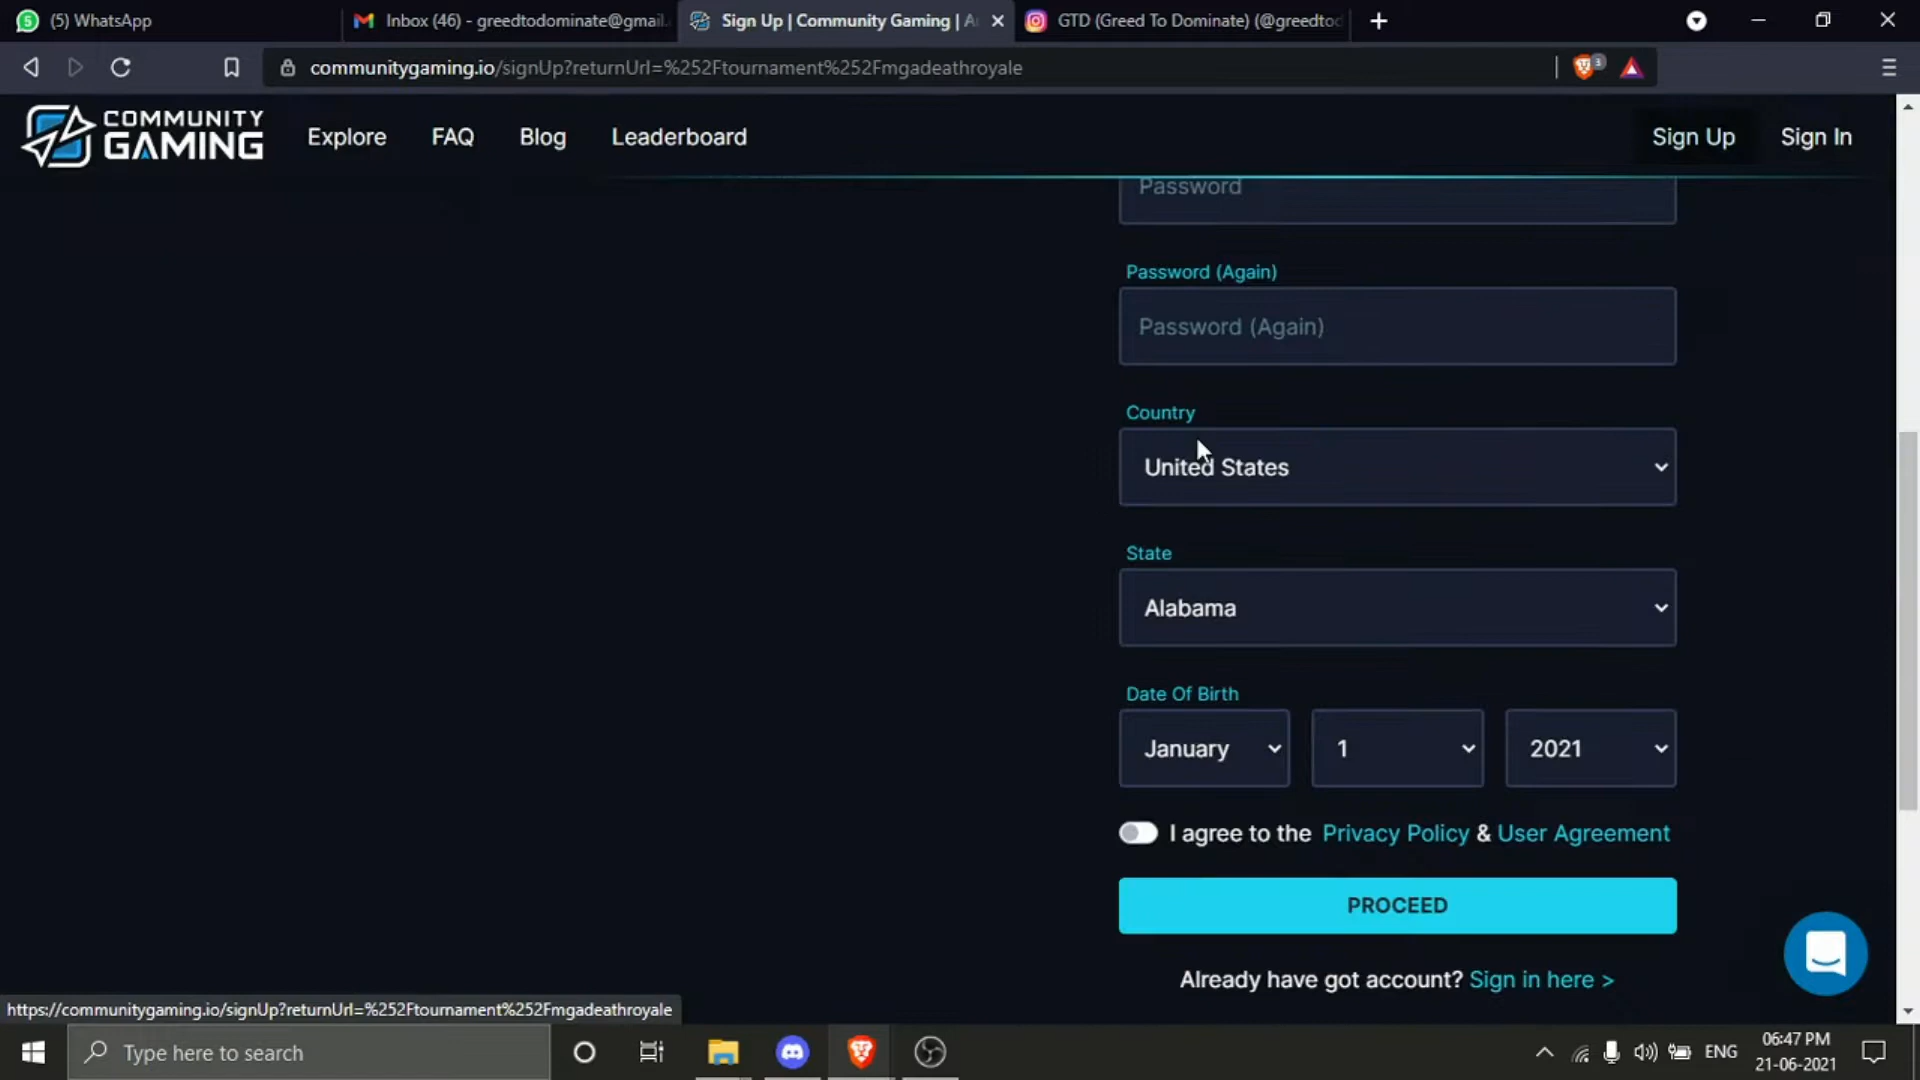 (5) WhatsApp
Inbox (46) - greedtodominate@gmail.
Sign Up | Community Gaming | A
GTD (Greed To Dominate) (@greedtod
communitygaming.io/signUp?returnUrl=%252Ftournament%252Fmgadeathroyale
3
COMMUNITY
GAMING
Explore
FAQ
Blog
Leaderboard
Sign Up
Sign In
Password
Password (Again)
Password (Again)
Country
United States
State
Alabama
Date Of Birth
January
1
2021
I agree to the Privacy Policy & User Agreement
PROCEED
Already have got account? Sign in here >
https://communitygaming.io/signUp?returnUrl=%252Ftournament%252Fmgadeathroyale
Type here to search
ENG
06:47 PM
21-06-2021